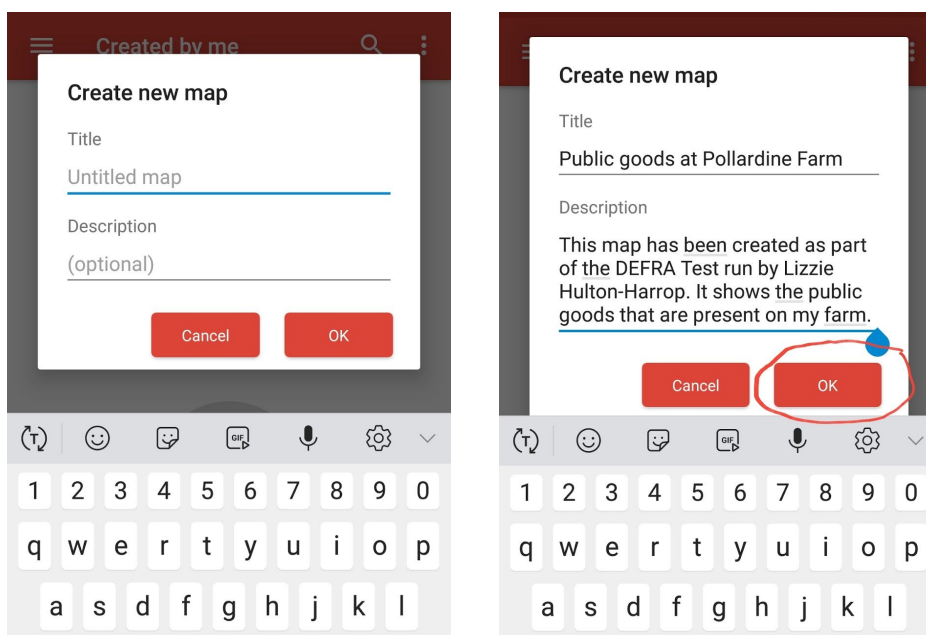 Created by me
Create new map
Title
Untitled map
Description
(optional)
Cancel OK
T GIF
1 2 3 4 5 6 7 8 9 0
q w e r t y u i o p
a s d f g h j k l
Create new map
Title
Public goods at Pollardine Farm
Description
This map has been created as part
of the DEFRA Test run by Lizzie
Hulton-Harrop. It shows the public
goods that are present on my farm.
Cancel OK
T GIF
1 2 3 4 5 6 7 8 9 0
q w e r t y u i o p
a s d f g h j k l